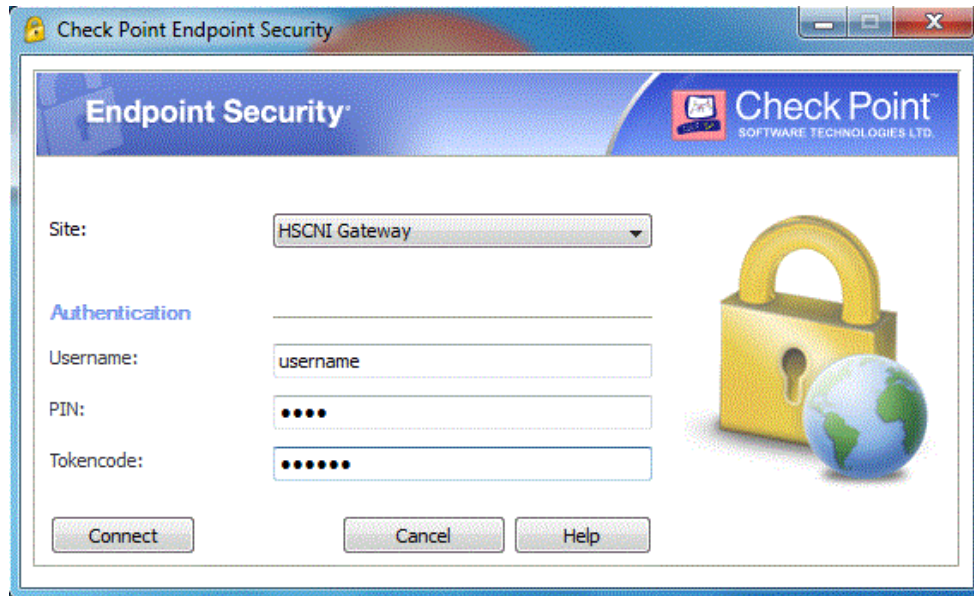 Check Point Endpoint Security
Endpoint Security
Check Point™
SOFTWARE TECHNOLOGIES LTD.
Site:
HSCNI Gateway
Authentication
Username:
username
PIN:
••••
Tokencode:
••••••
Connect
Cancel
Help